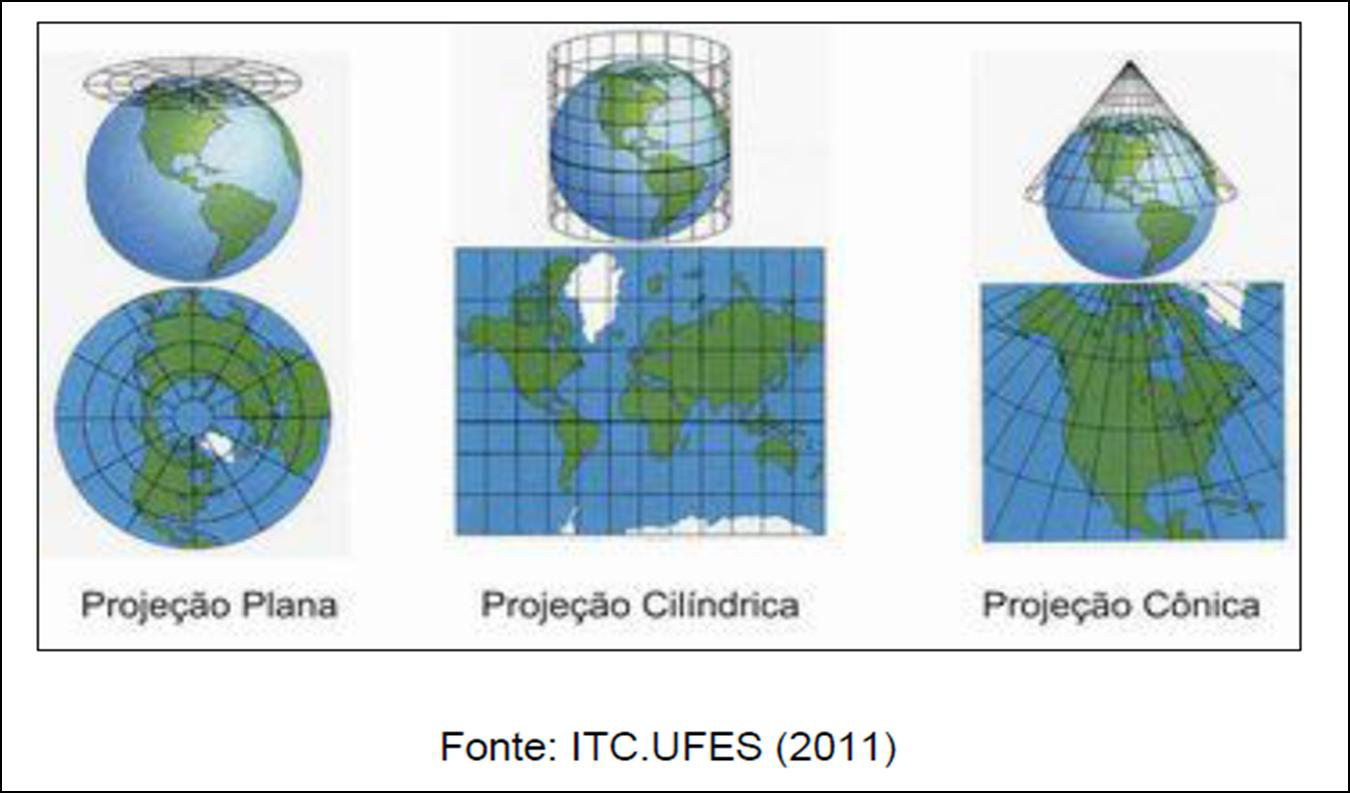 Projeção Plana
Projeção Cilíndrica
Projeção Cônica
Fonte: ITC.UFES (2011)